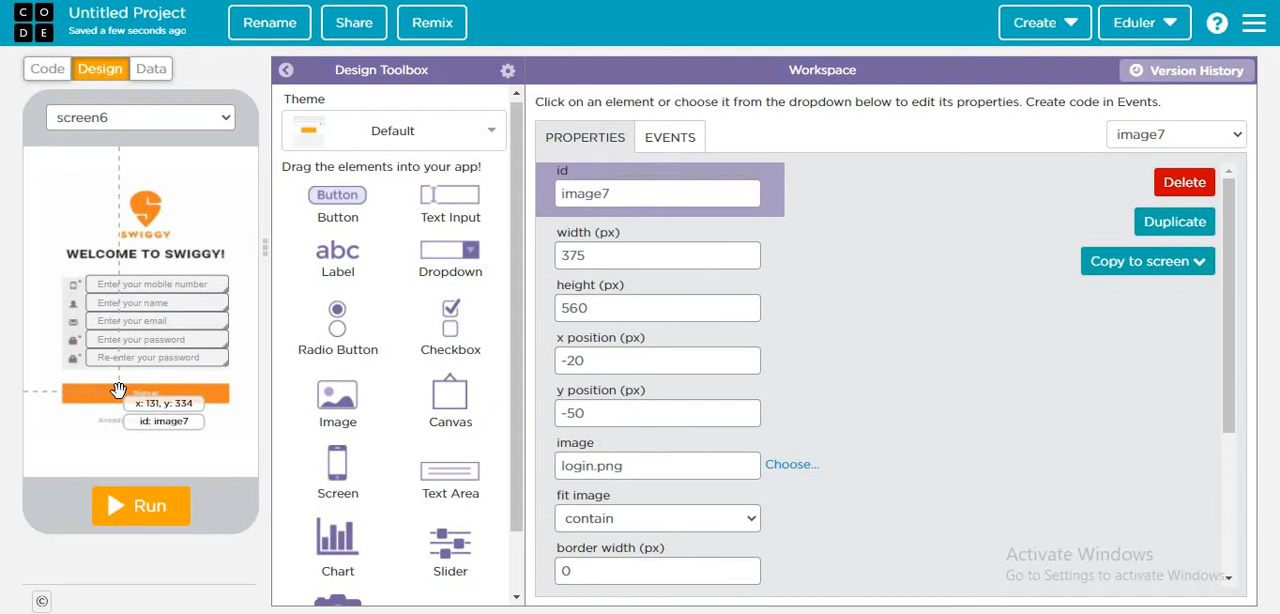 CODE
Untitled Project
Saved a few seconds ago
Rename
Share
Remix
Create
Eduler
?
Code
Design
Data
Design Toolbox
Workspace
Version History
screen6
Theme
Default
Click on an element or choose it from the dropdown below to edit its properties. Create code in Events.
PROPERTIES
EVENTS
image7
Drag the elements into your app!
Button
Button
Text Input
abc
Label
Dropdown
Radio Button
Checkbox
Image
Canvas
Screen
Text Area
Chart
Slider
SWIGGY
WELCOME TO SWIGGY!
Enter your mobile number
Enter your name
Enter your email
Enter your password
Re-enter your password
x: 131, y: 334
Already
id: image7
Run
©
id
image7
width (px)
375
height (px)
560
x position (px)
-20
y position (px)
-50
image
login.png
Choose...
fit image
contain
border width (px)
0
Delete
Duplicate
Copy to screen
Activate Windows
Go to Settings to activate Windows.